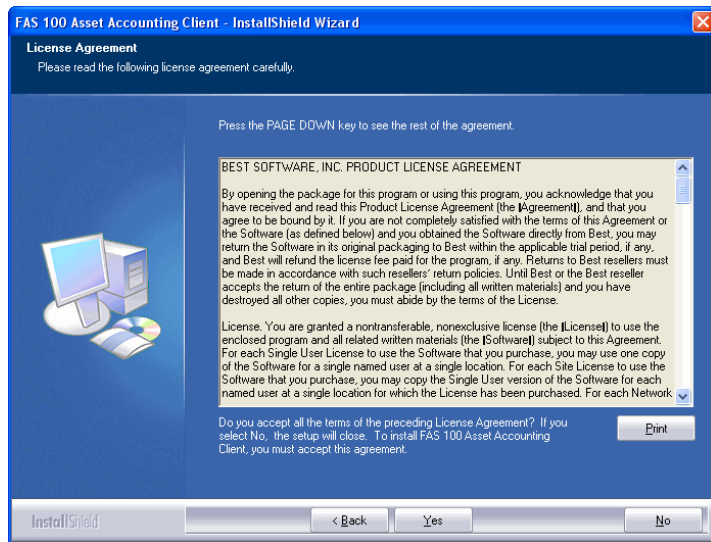 FAS 100 Asset Accounting Client - InstallShield Wizard
License Agreement
Please read the following license agreement carefully.
Press the PAGE DOWN key to see the rest of the agreement.
BEST SOFTWARE, INC. PRODUCT LICENSE AGREEMENT
By opening the package for this program or using this program, you acknowledge that you
have received and read this Product License Agreement (the |Agreement|), and that you
agree to be bound by it. If you are not completely satisfied with the terms of this Agreement or
the Software (as defined below) and you obtained the Software directly from Best, you may
return the Software in its original packaging to Best within the applicable trial period, if any,
and Best will refund the license fee paid for the program, if any. Returns to Best resellers must
be made in accordance with such resellers' return policies. Until Best or the Best reseller
accepts the return of the entire package (including all written materials) and you have
destroyed all other copies, you must abide by the terms of the License.
License. You are granted a nontransferable, nonexclusive license (the |License|) to use the
enclosed program and all related written materials (the |Software|) subject to this Agreement.
For each Single User License to use the Software that you purchase, you may use one copy
of the Software for a single named user at a single location. For each Site License to use the
Software that you purchase, you may copy the Single User version of the Software for each
named user at a single location for which the License has been purchased. For each Network
Do you accept all the terms of the preceding License Agreement? If you
select No, the setup will close. To install FAS 100 Asset Accounting
Client, you must accept this agreement.
Print
InstallShield
< Back
Yes
No